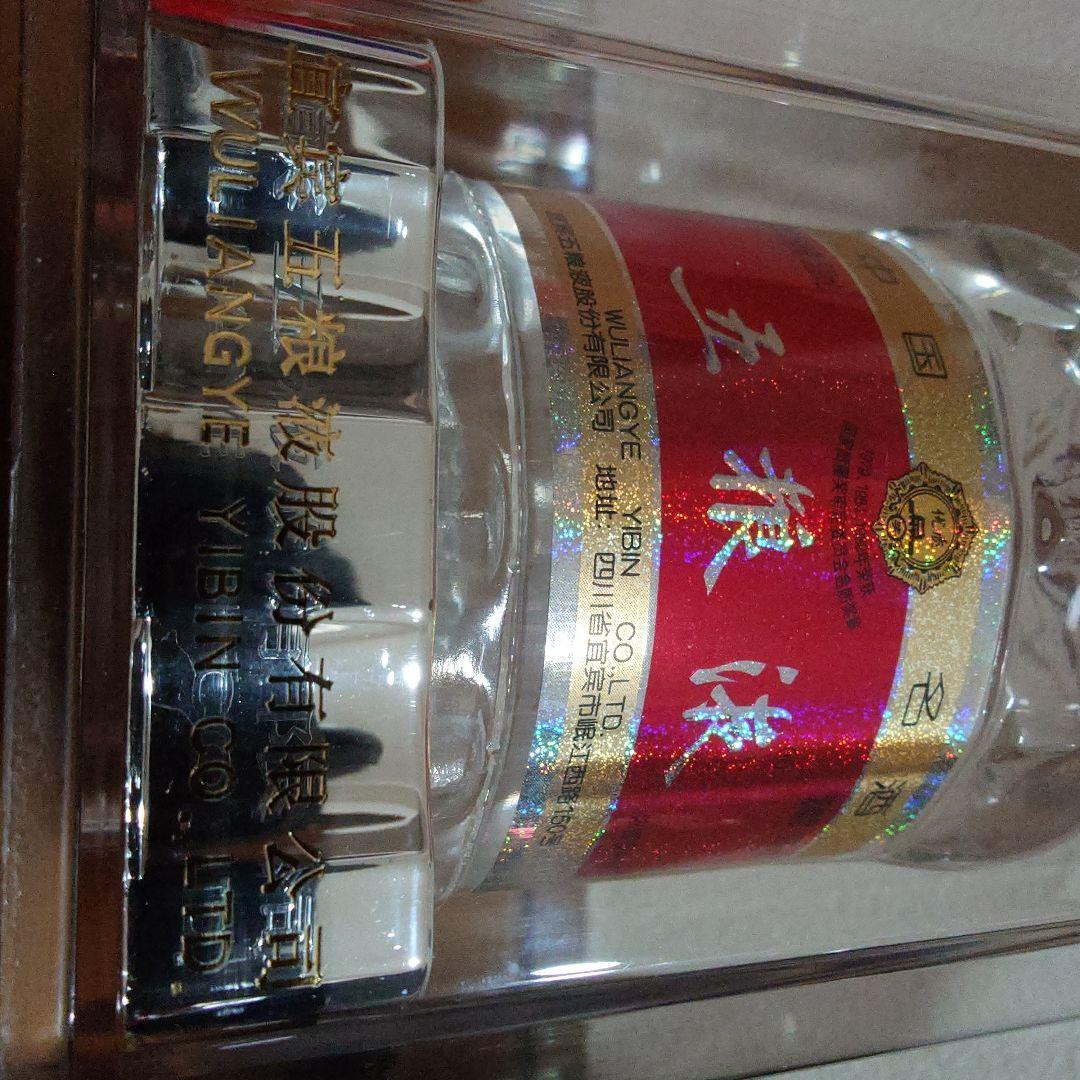 中国名酒
优质
五粮液
WULIANGYE YIBIN CO.,LTD
宜宾五粮液股份有限公司 地址:四川省宜宾市岷江西路150号
宜宾五粮液股份有限公司
WULIANGYE YIBIN CO.,LTD.